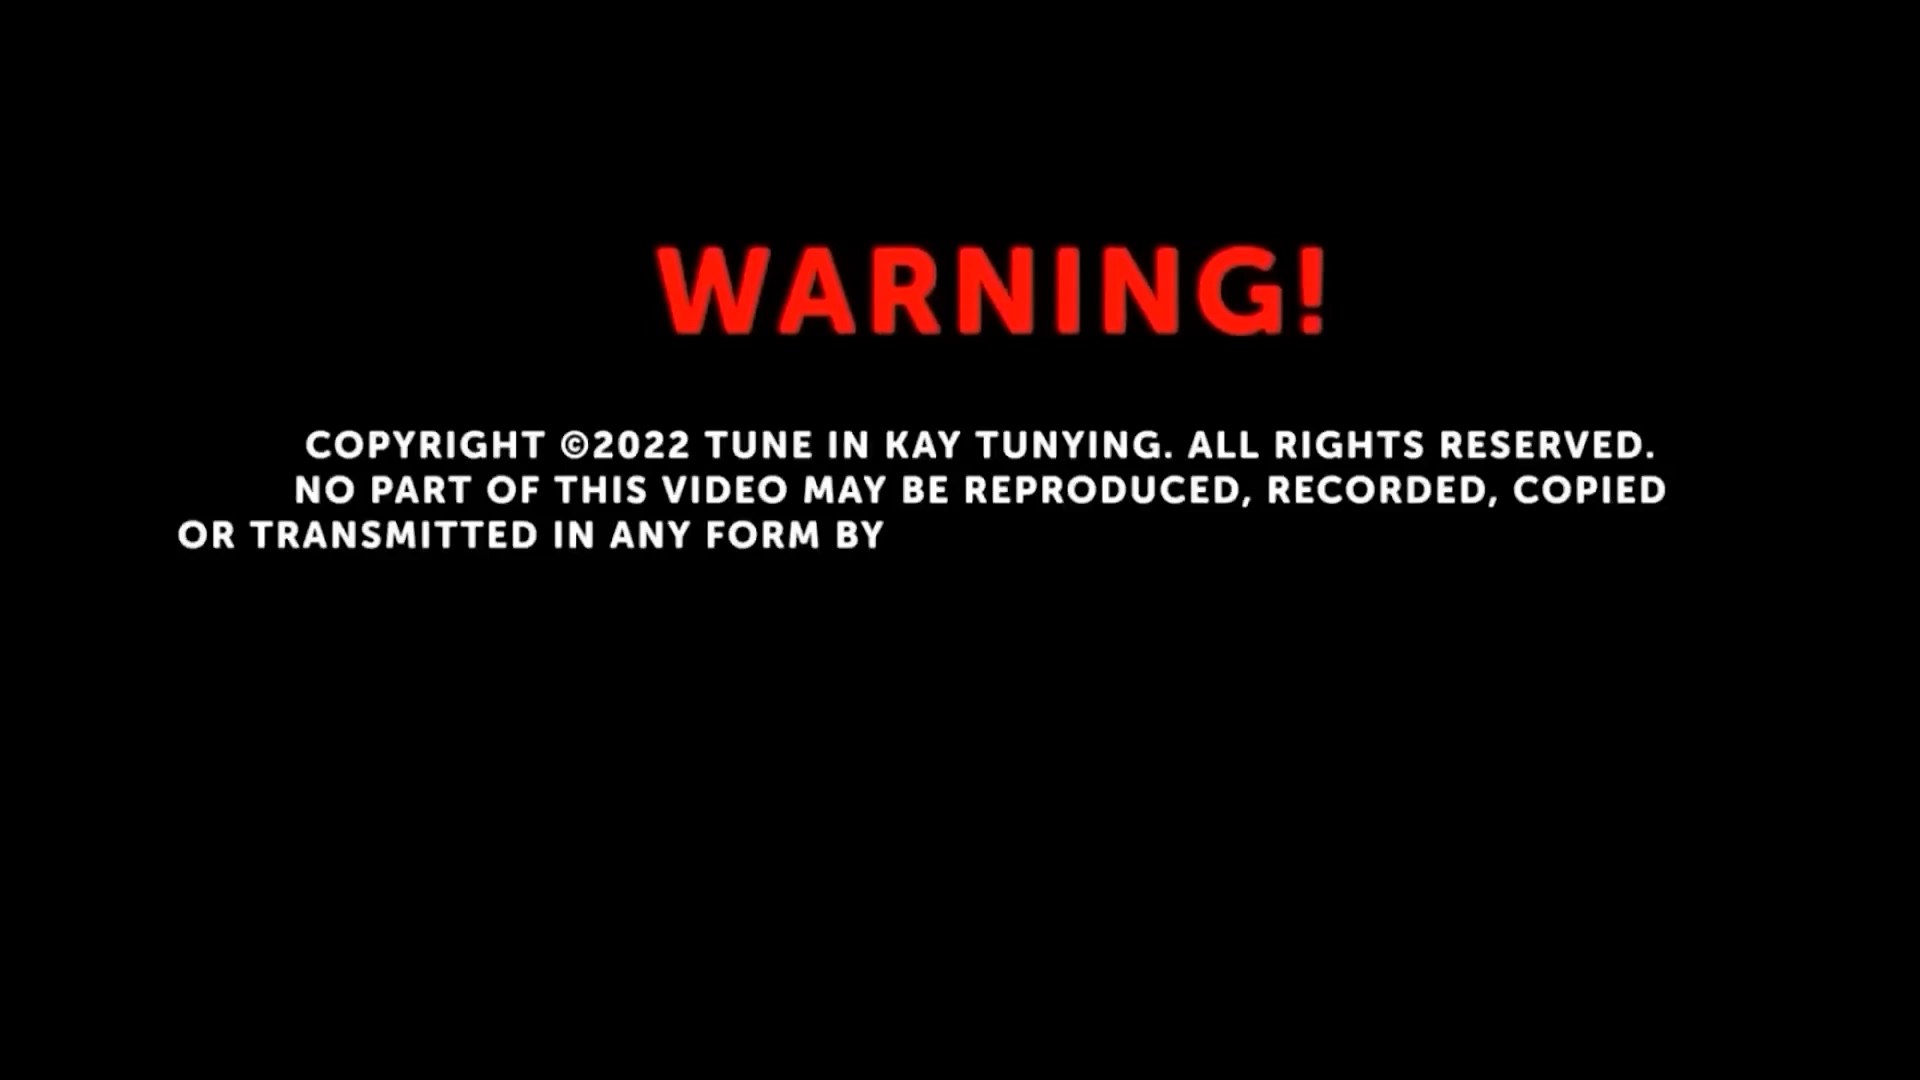 WARNING!
COPYRIGHT ©2022 TUNE IN KAY TUNYING. ALL RIGHTS RESERVED.
NO PART OF THIS VIDEO MAY BE REPRODUCED, RECORDED, COPIED
OR TRANSMITTED IN ANY FORM BY